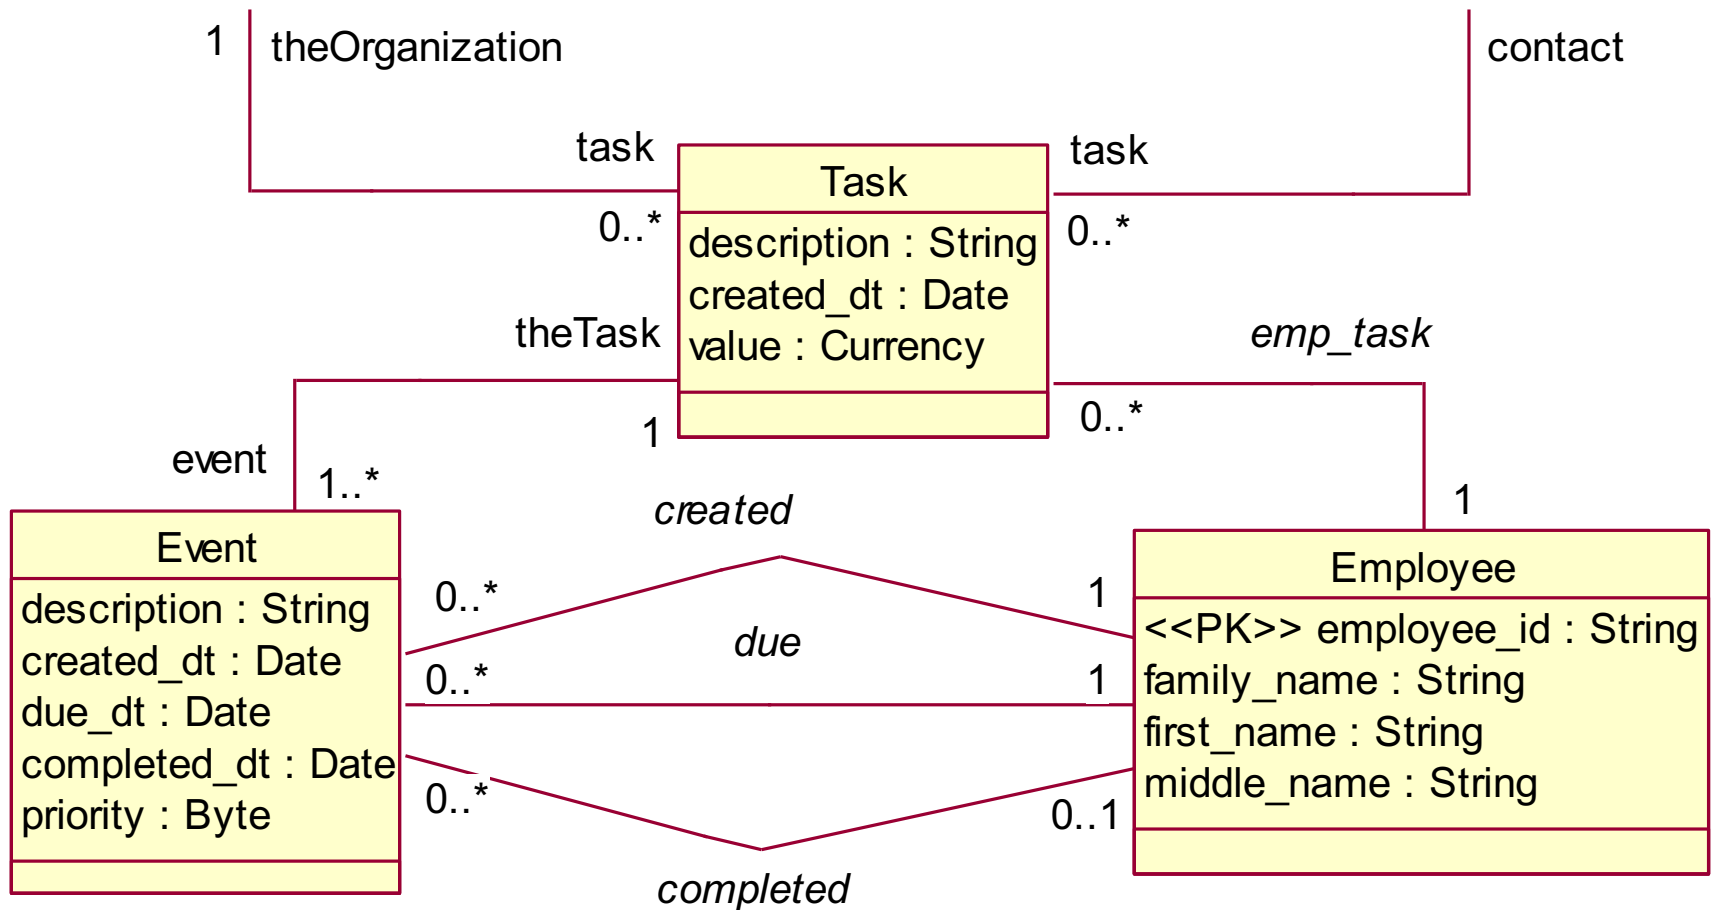 1
theOrganization
contact
task
task
Task
0..*
0..*
description : String
created_dt : Date
value : Currency
theTask
emp_task
1
0..*
event
1..*
created
1
Event
Employee
description : String
created_dt : Date
due_dt : Date
completed_dt : Date
priority : Byte
0..*
1
due
0..*
1
<<PK>> employee_id : String
family_name : String
first_name : String
middle_name : String
0..*
0..1
completed